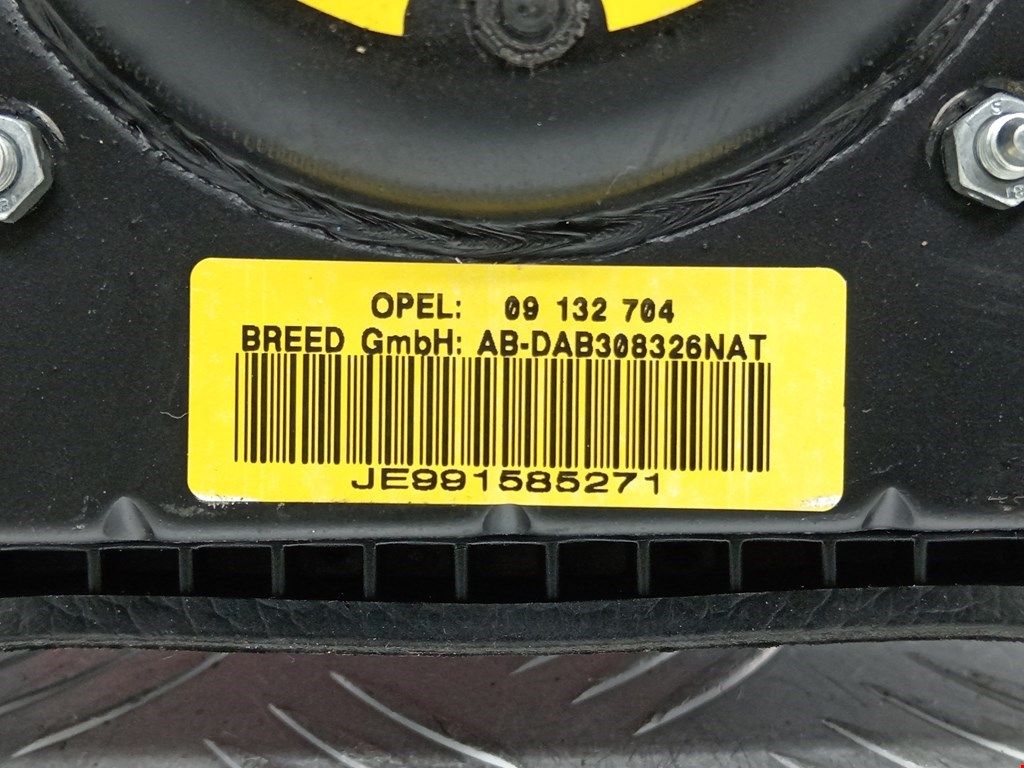 OPEL: 09 132 704
BREED GmbH: AB-DAB308326NAT
JE991585271